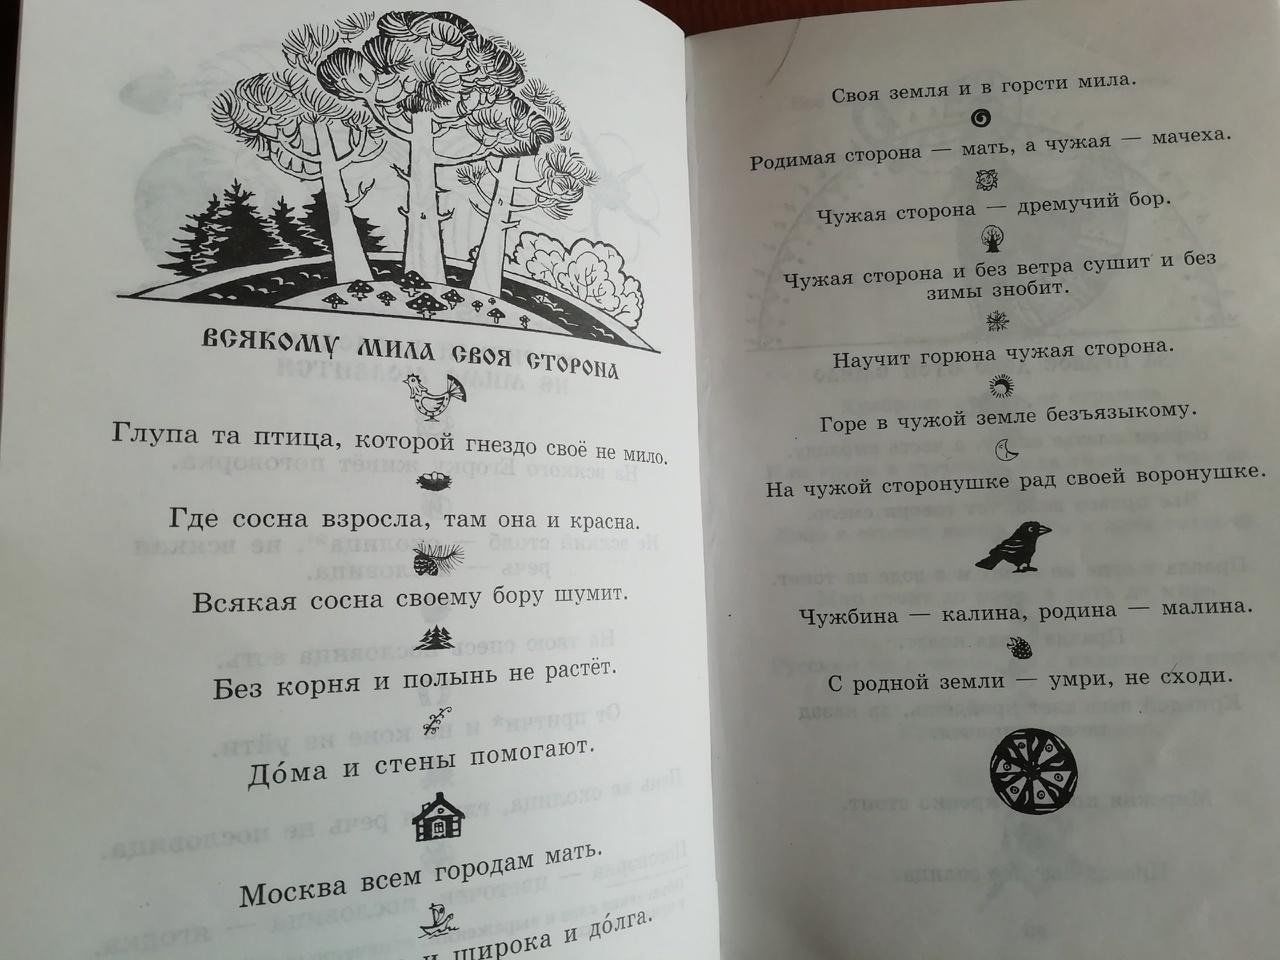 ВСЯКОМУ МИЛА СВОЯ СТОРОНА
Глупа та птица, которой гнездо своё не мило.
Где сосна взросла, там она и красна.
Всякая сосна своему бору шумит.
Без корня и полынь не растёт.
До́ма и стены помогают.
Москва всем городам мать.
и широка и до́лга.
Своя земля и в горсти мила.
Родимая сторона — мать, а чужая — мачеха.
Чужая сторона — дремучий бор.
Чужая сторона и без ветра сушит и без
зимы знобит.
Научит горюна чужая сторона.
Горе в чужой земле безъязыкому.
На чужой сторонушке рад своей воронушке.
Чужбина — калина, родина — малина.
С родной земли — умри, не сходи.